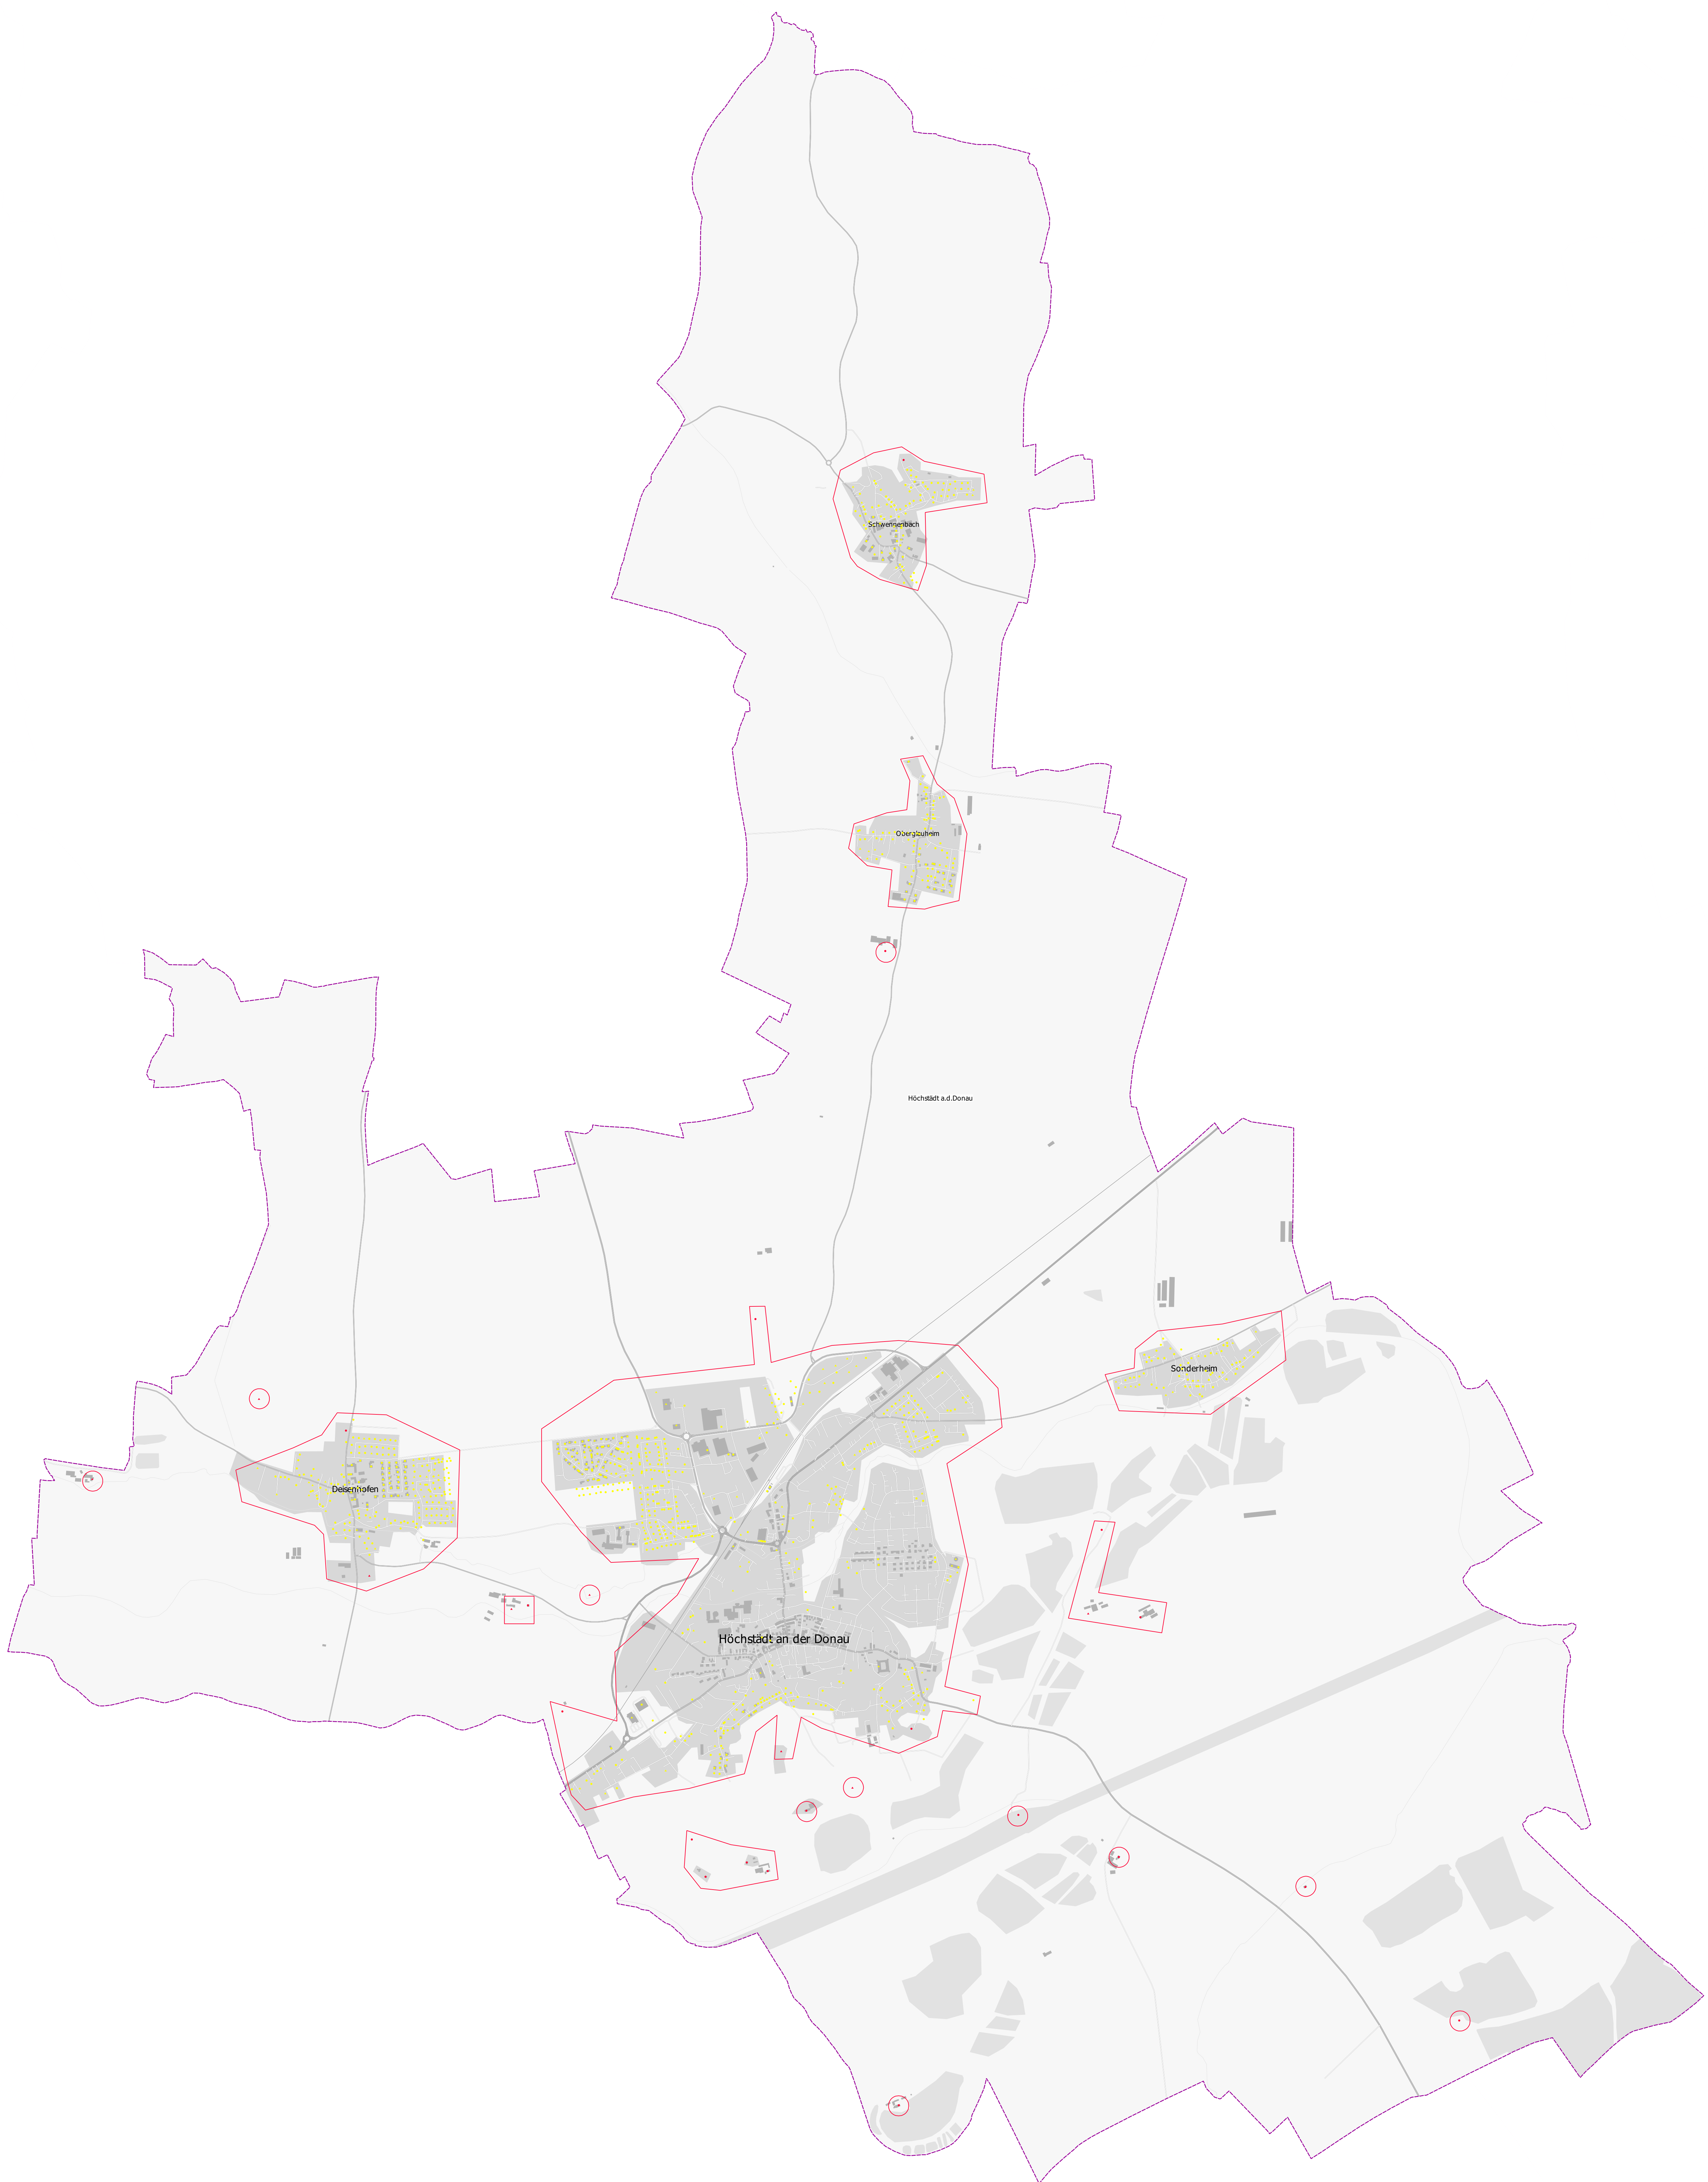 Schwennenbach
Oberglauheim
Höchstädt a.d.Donau
Sonderheim
Deisenhofen
Höchstädt an der Donau